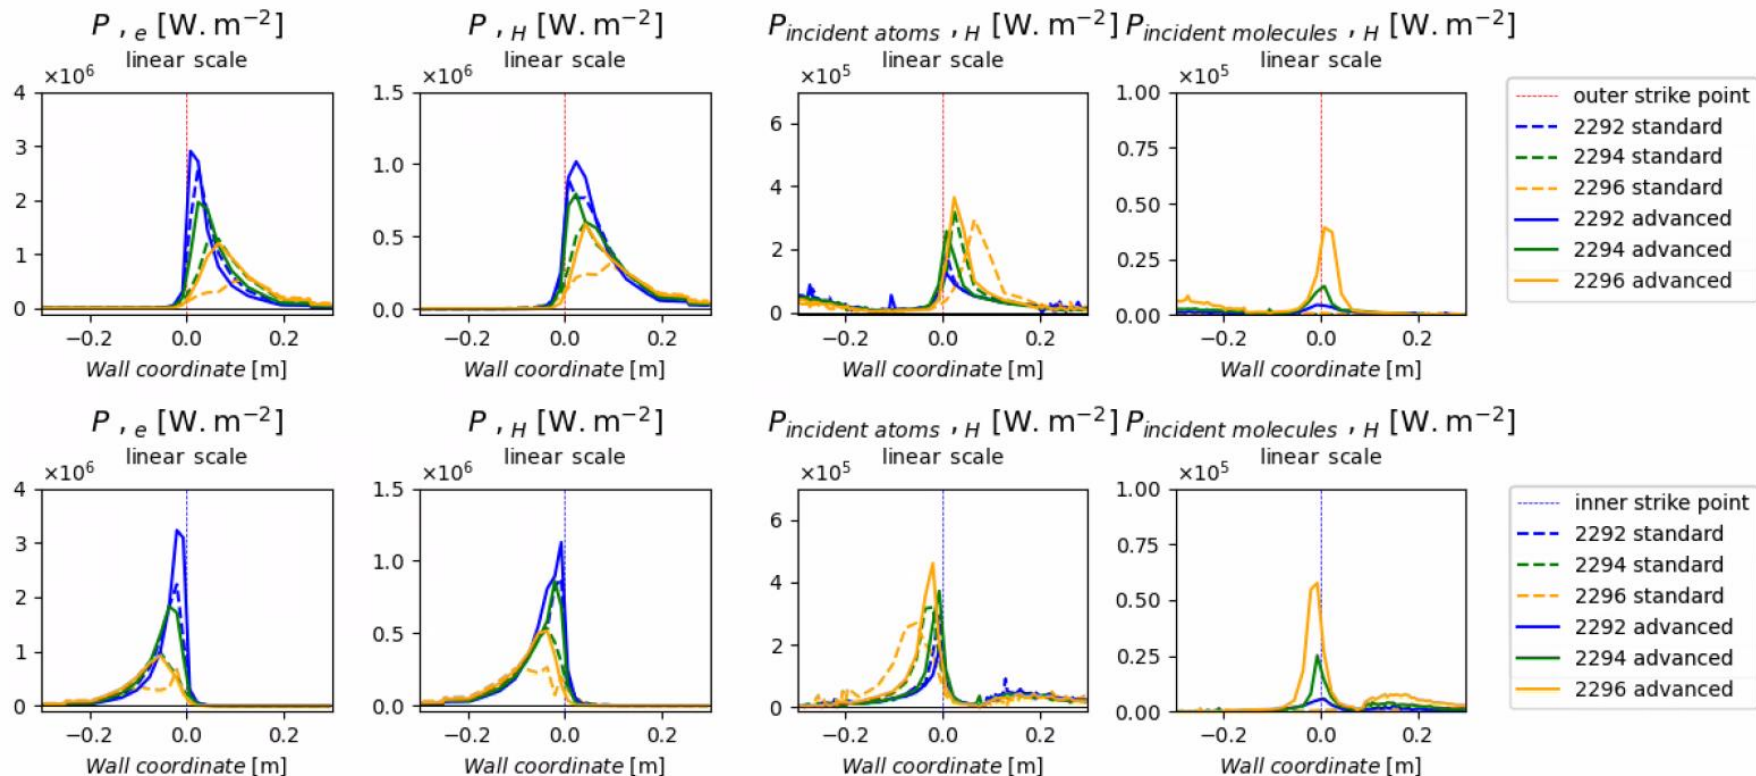 P , e [W. m−2]
linear scale
×10⁶
4
3
2
1
0
−0.2 0.0 0.2
Wall coordinate [m]
P , H [W. m−2]
linear scale
×10⁶
1.5
1.0
0.5
0.0
−0.2 0.0 0.2
Wall coordinate [m]
Pincident atoms , H [W. m−2]
linear scale
×10⁵
6
4
2
0
−0.2 0.0 0.2
Wall coordinate [m]
Pincident molecules , H [W. m−2]
linear scale
×10⁵
1.00
0.75
0.50
0.25
0.00
−0.2 0.0 0.2
Wall coordinate [m]
outer strike point
2292 standard
2294 standard
2296 standard
2292 advanced
2294 advanced
2296 advanced
P , e [W. m−2]
linear scale
×10⁶
4
3
2
1
0
−0.2 0.0 0.2
Wall coordinate [m]
P , H [W. m−2]
linear scale
×10⁶
1.5
1.0
0.5
0.0
−0.2 0.0 0.2
Wall coordinate [m]
Pincident atoms , H [W. m−2]
linear scale
×10⁵
6
4
2
0
−0.2 0.0 0.2
Wall coordinate [m]
Pincident molecules , H [W. m−2]
linear scale
×10⁵
1.00
0.75
0.50
0.25
0.00
−0.2 0.0 0.2
Wall coordinate [m]
inner strike point
2292 standard
2294 standard
2296 standard
2292 advanced
2294 advanced
2296 advanced